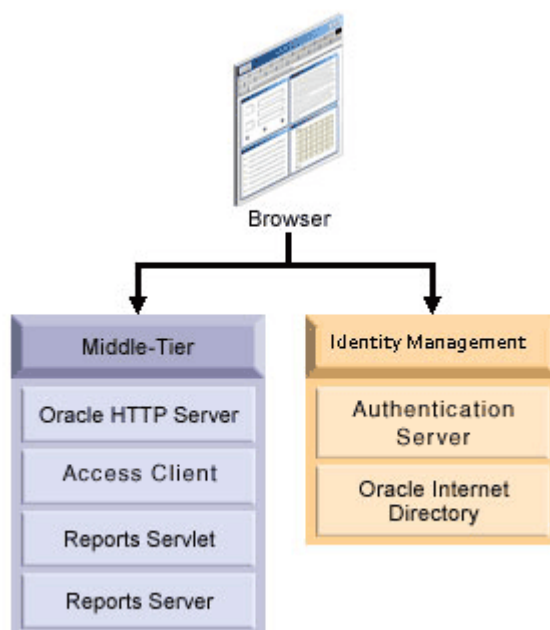 Browser
Middle-Tier
Oracle HTTP Server
Access Client
Reports Servlet
Reports Server
Identity Management
Authentication
Server
Oracle Internet
Directory